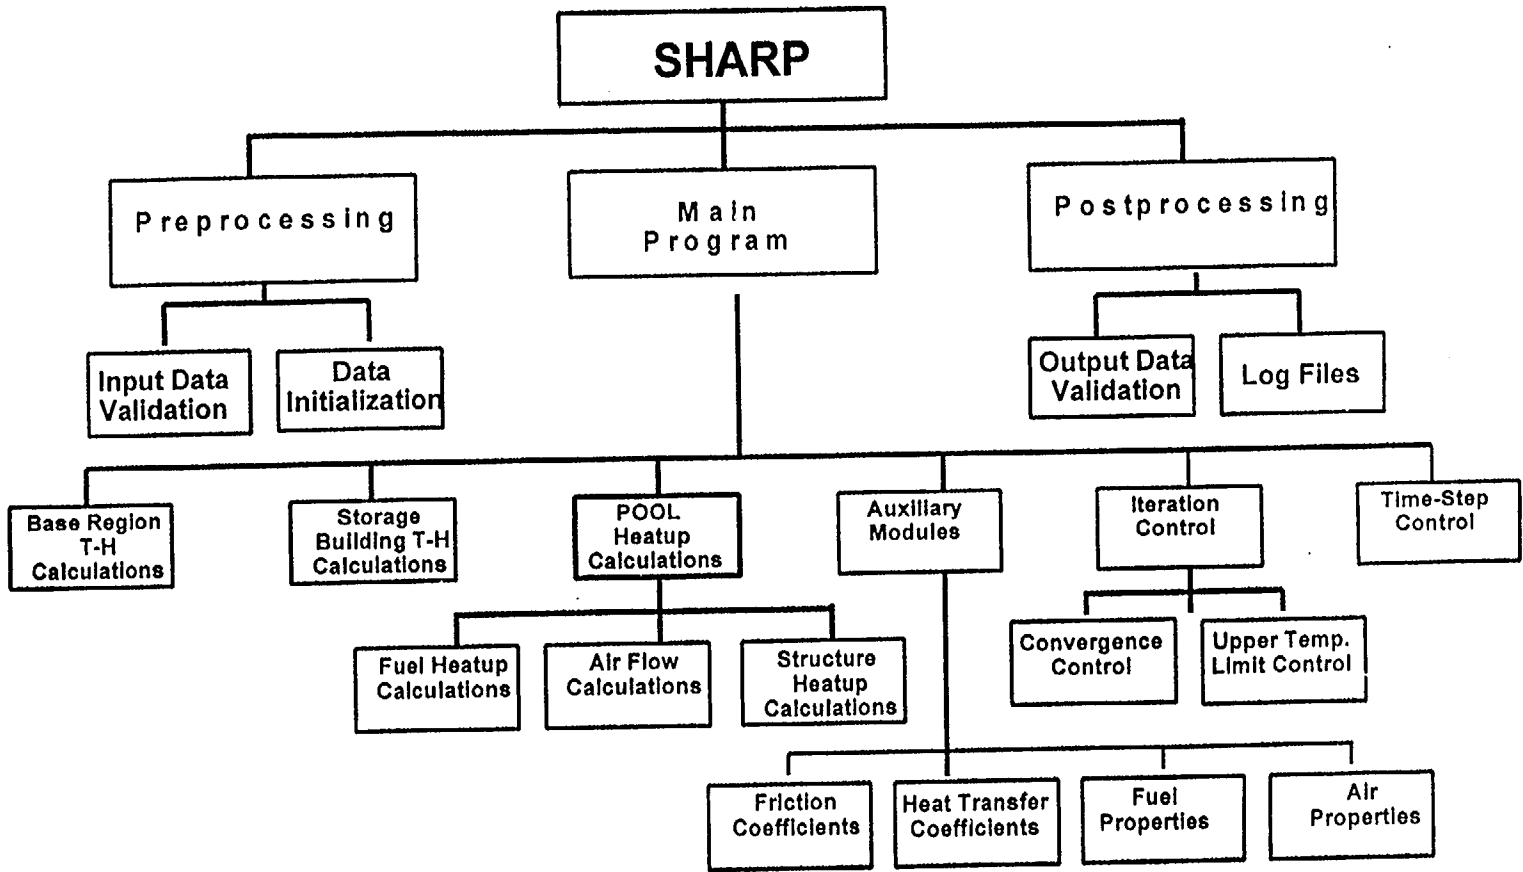 SHARP
Preprocessing
Main
Program
Postprocessing
Input Data
Validation
Data
Initialization
Output Data
Validation
Log Files
Base Region
T-H
Calculations
Storage
Building T-H
Calculations
POOL
Heatup
Calculations
Auxillary
Modules
Iteration
Control
Time-Step
Control
Fuel Heatup
Calculations
Air Flow
Calculations
Structure
Heatup
Calculations
Convergence
Control
Upper Temp.
Limit Control
Friction
Coefficients
Heat Transfer
Coefficients
Fuel
Properties
Air
Properties